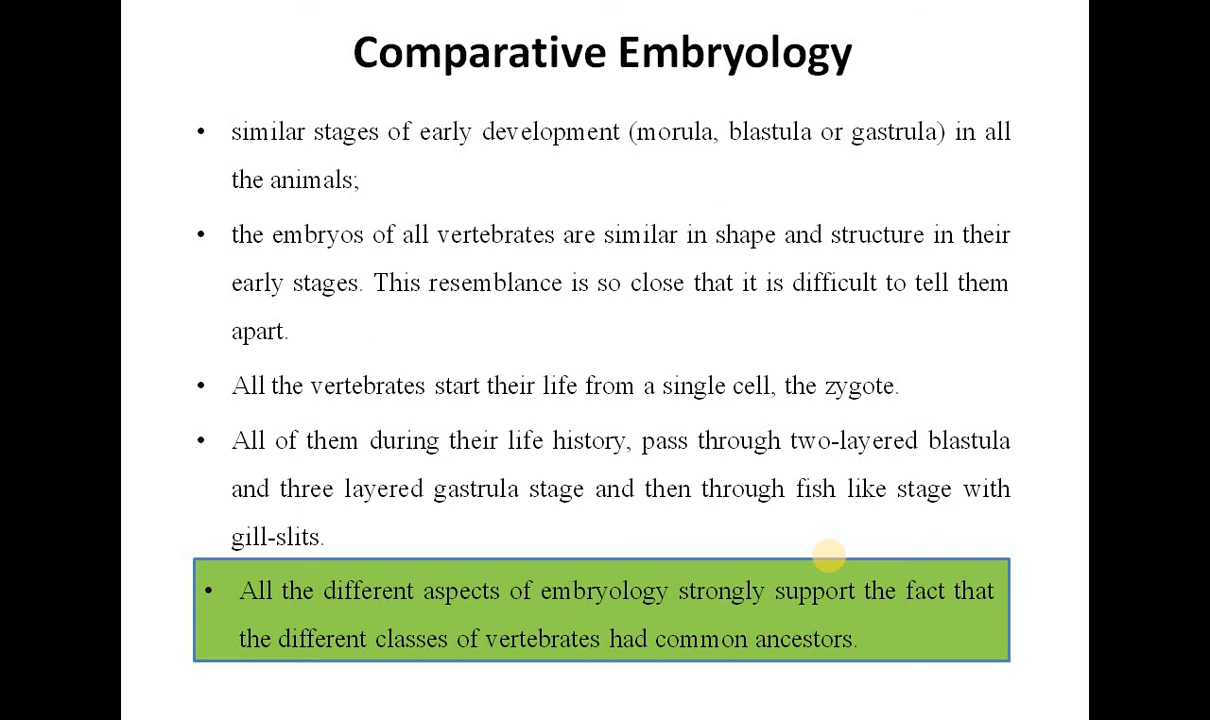 Comparative Embryology
• similar stages of early development (morula, blastula or gastrula) in all
the animals;
• the embryos of all vertebrates are similar in shape and structure in their
early stages. This resemblance is so close that it is difficult to tell them
apart.
• All the vertebrates start their life from a single cell, the zygote.
• All of them during their life history, pass through two-layered blastula
and three layered gastrula stage and then through fish like stage with
gill-slits.
• All the different aspects of embryology strongly support the fact that
the different classes of vertebrates had common ancestors.